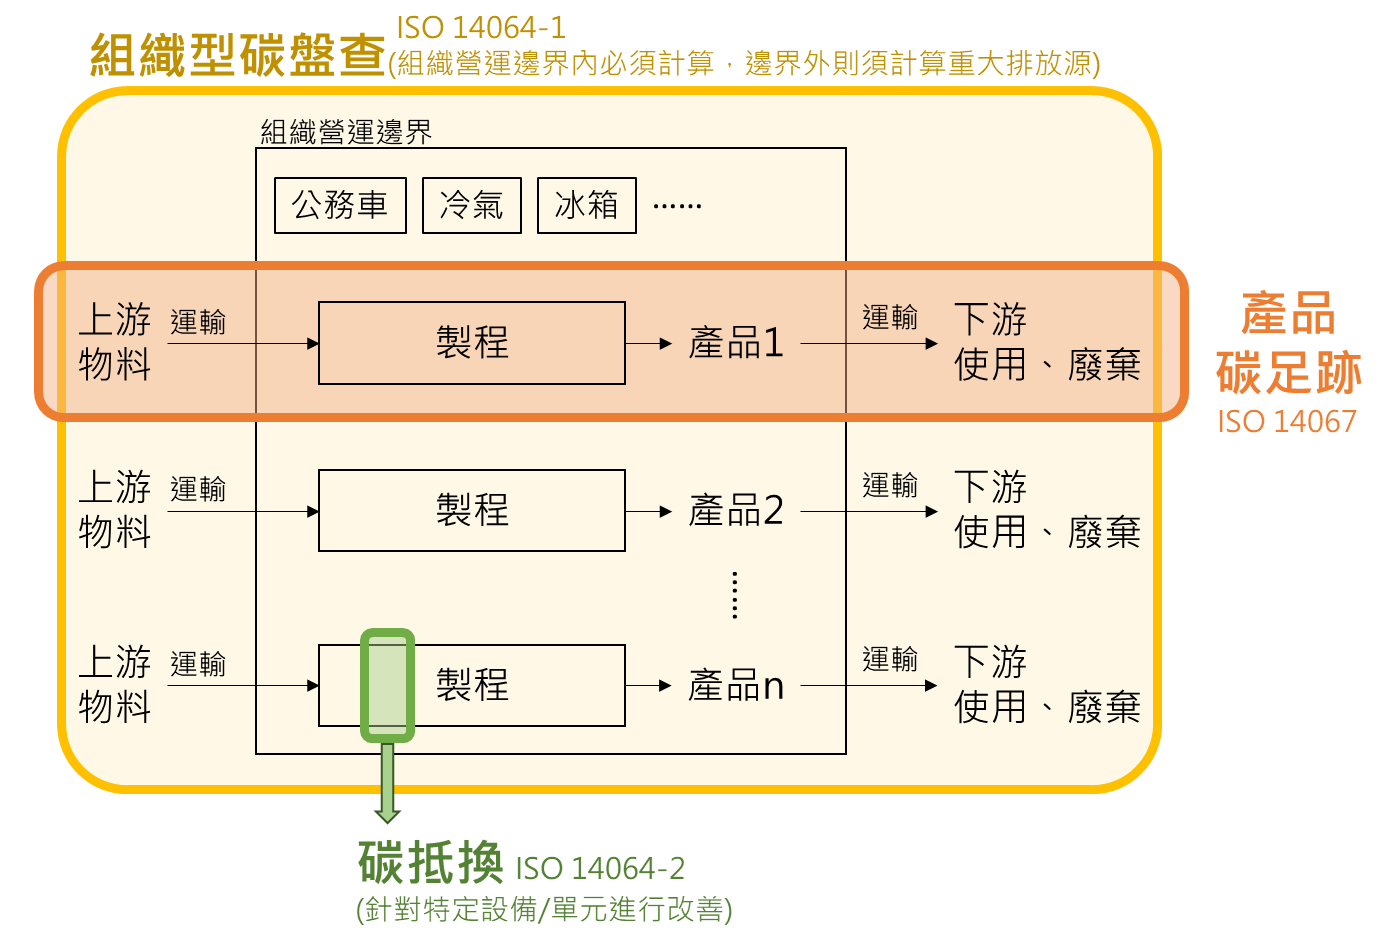 組織型碳盤查 ISO 14064-1
(組織營運邊界內必須計算，邊界外則須計算重大排放源)
組織營運邊界
公務車 冷氣 冰箱 ……
上游 運輸 製程 產品1 運輸 下游
物料 使用、廢棄
產品
碳足跡
ISO 14067
上游 運輸 製程 產品2 運輸 下游
物料 使用、廢棄
……
上游 運輸 製程 產品n 運輸 下游
物料 使用、廢棄
碳抵換 ISO 14064-2
(針對特定設備/單元進行改善)